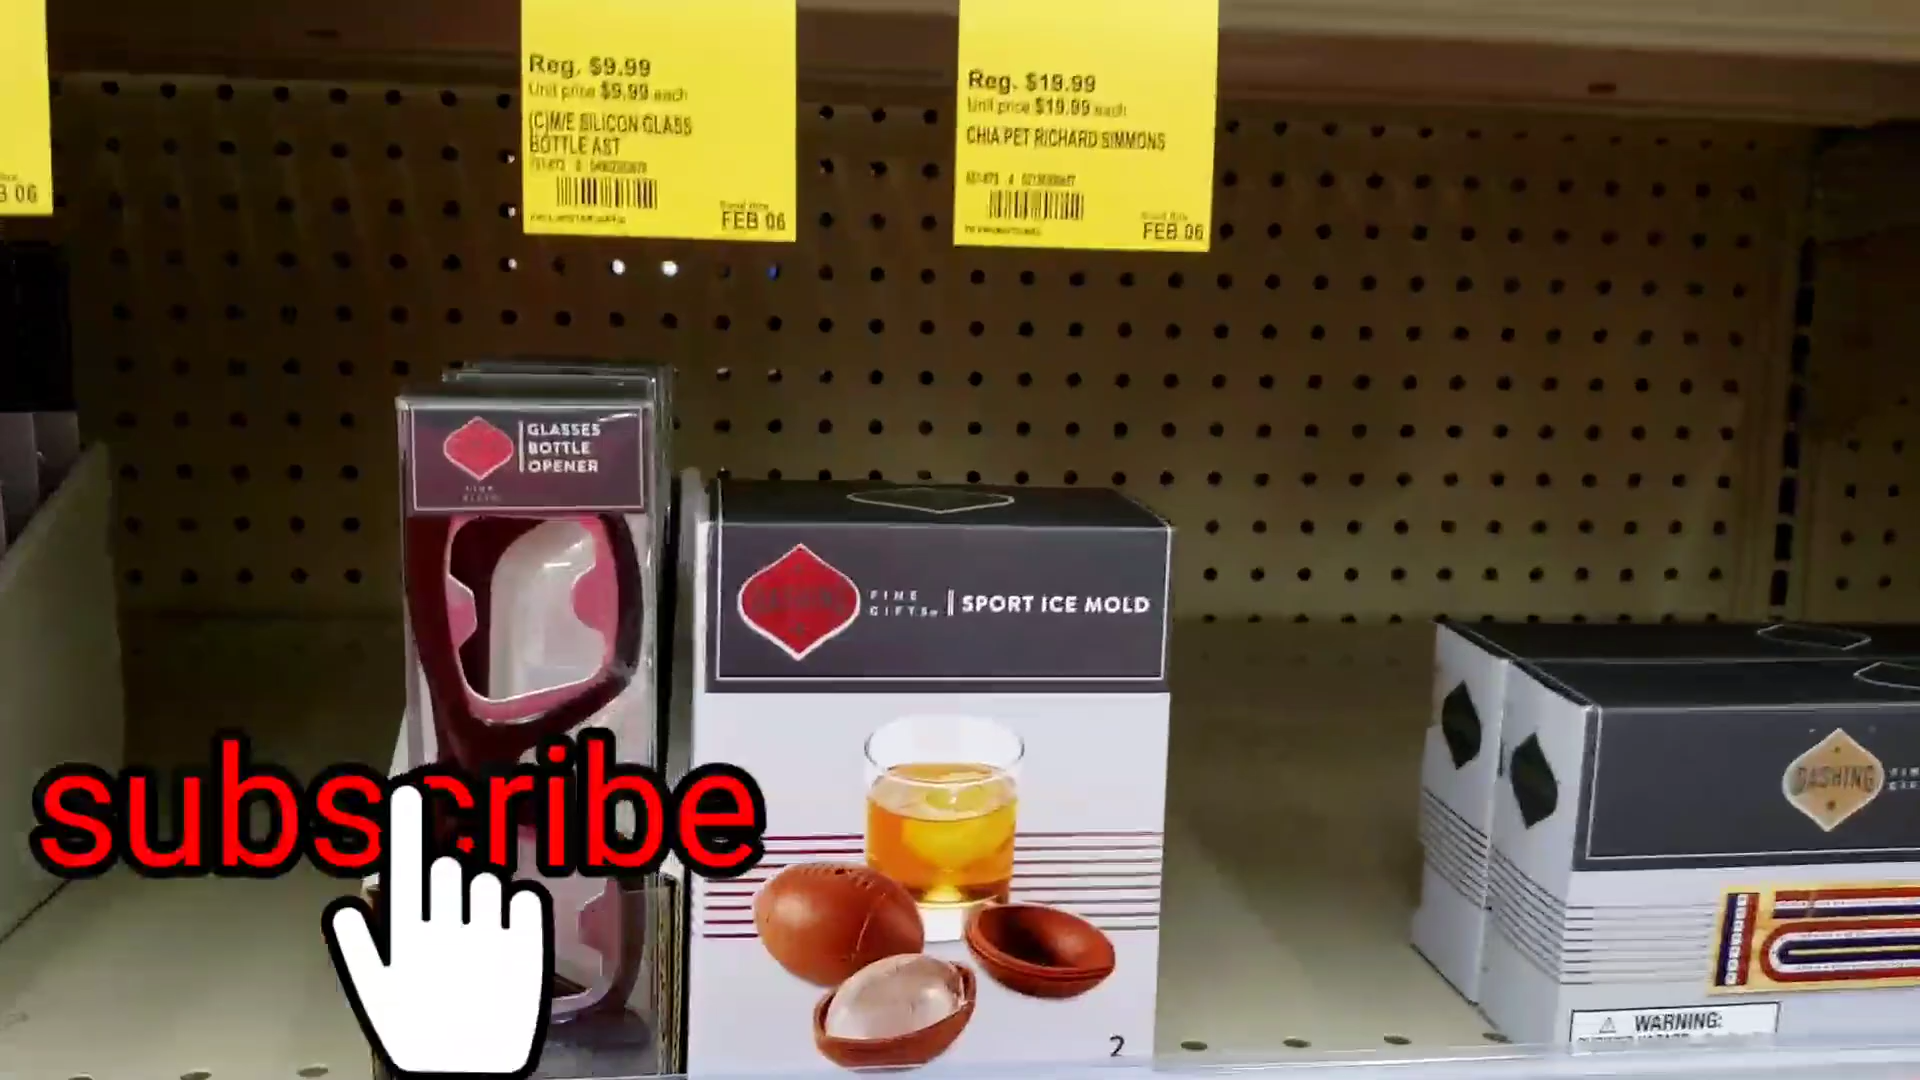 B 06
Reg. $9.99
Unit price $9.99 each
(C)M/E SILICON GLASS
BOTTLE AST
FEB 06
Reg. $19.99
Unit price $19.99 each
CHIA PET RICHARD SIMMONS
FEB 06
GLASSES
BOTTLE
OPENER
DASHING
FINE
GIFTS
SPORT ICE MOLD
2
DASHING
WARNING:
subscribe